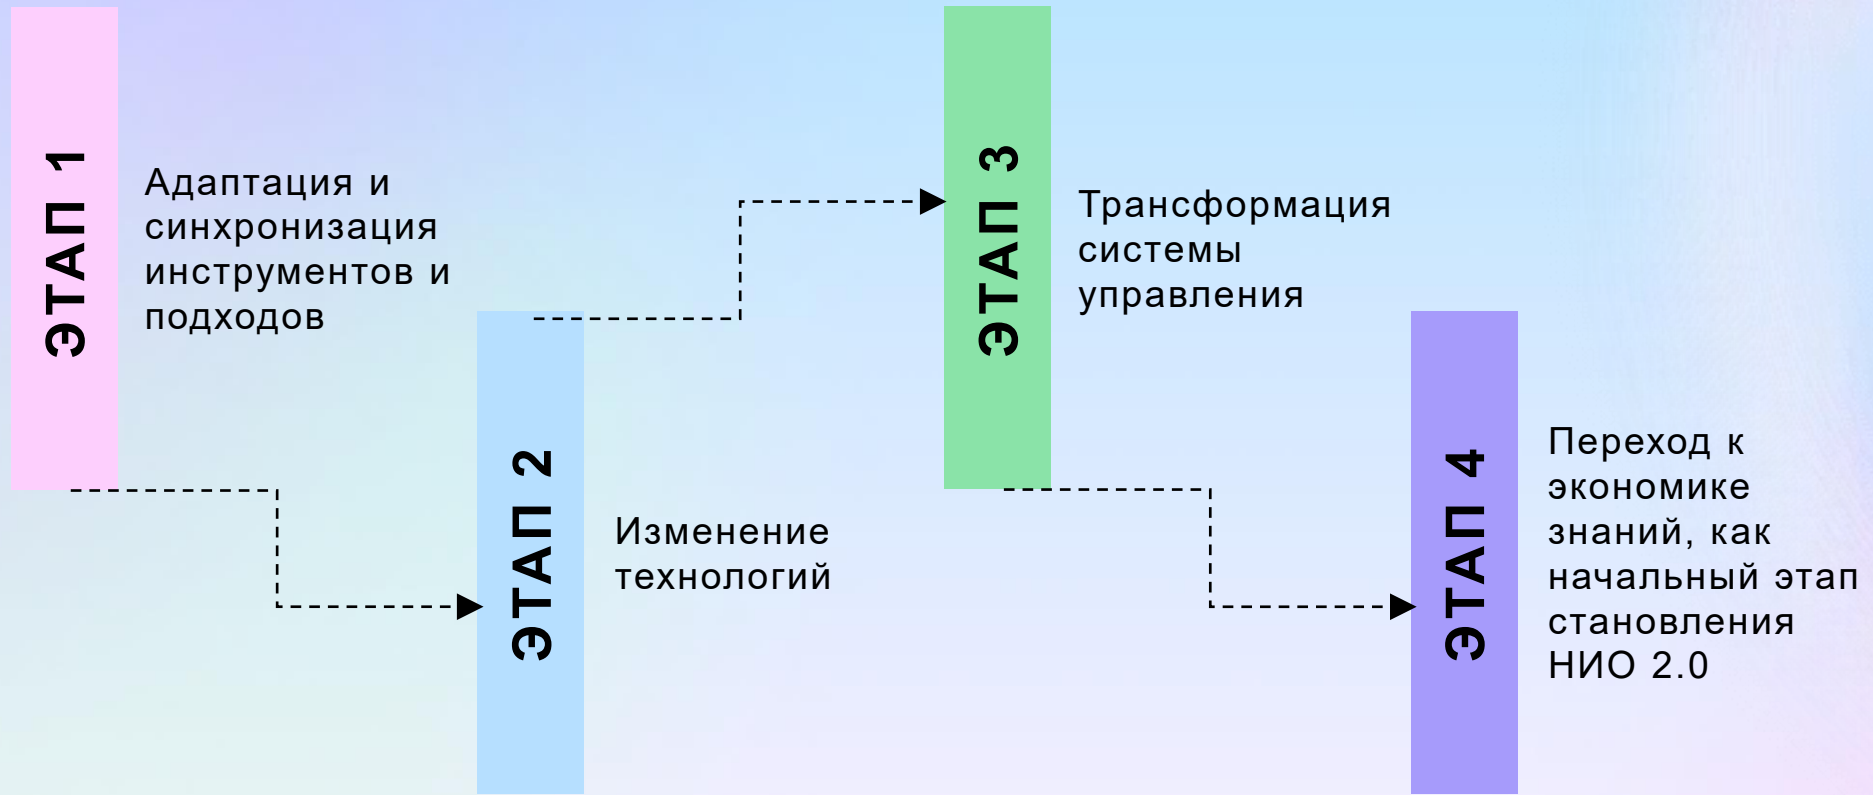 ЭТАП 1
Адаптация и
синхронизация
инструментов и
подходов
ЭТАП 2
Изменение
технологий
ЭТАП 3
Трансформация
системы
управления
ЭТАП 4
Переход к
экономике
знаний, как
начальный этап
становления
НИО 2.0